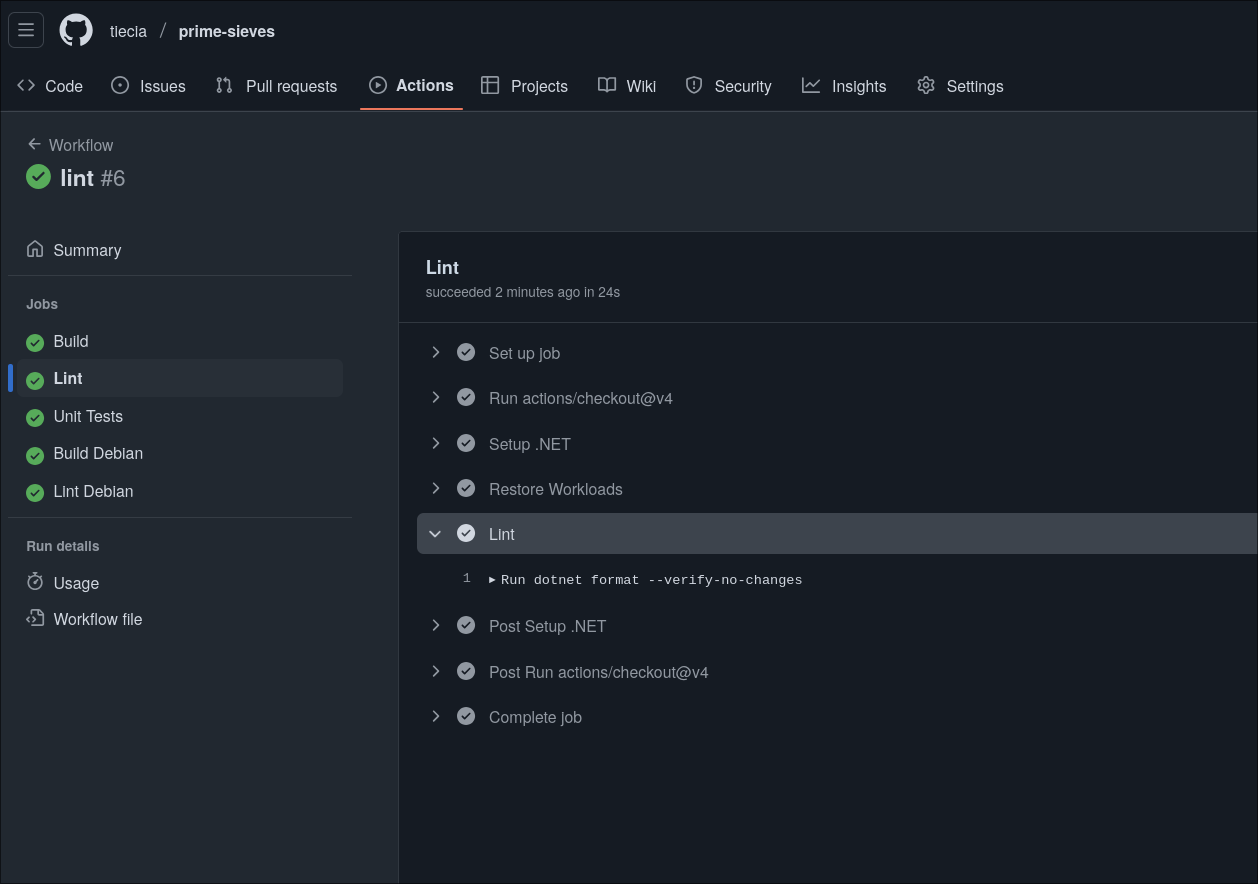 tlecla / prime-sieves
Code Issues Pull requests Actions Projects Wiki Security Insights Settings
Workflow
lint #6
Summary
Jobs
Build
Lint
Unit Tests
Build Debian
Lint Debian
Run details
Usage
Workflow file
Lint
succeeded 2 minutes ago in 24s
Set up job
Run actions/checkout@v4
Setup .NET
Restore Workloads
Lint
1 Run dotnet format --verify-no-changes
Post Setup .NET
Post Run actions/checkout@v4
Complete job